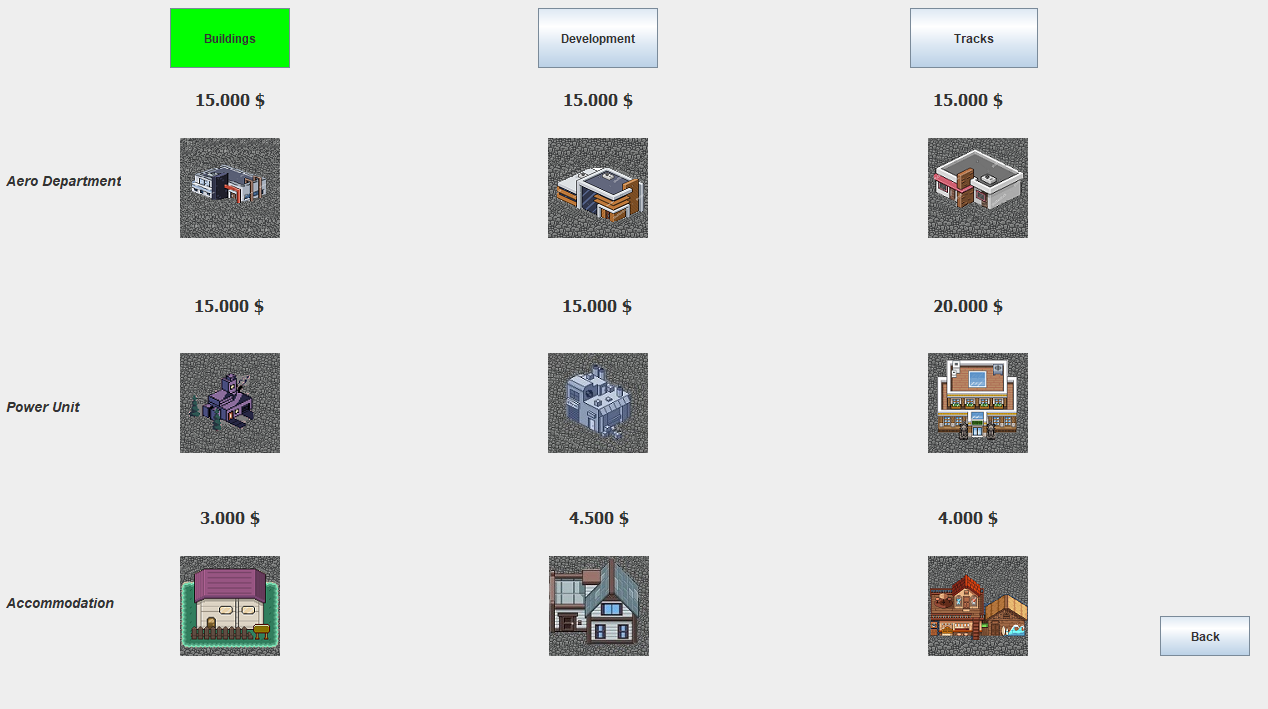 Buildings
Development
Tracks
15.000 $
15.000 $
15.000 $
Aero Department
15.000 $
15.000 $
20.000 $
Power Unit
3.000 $
4.500 $
4.000 $
Accommodation
Back